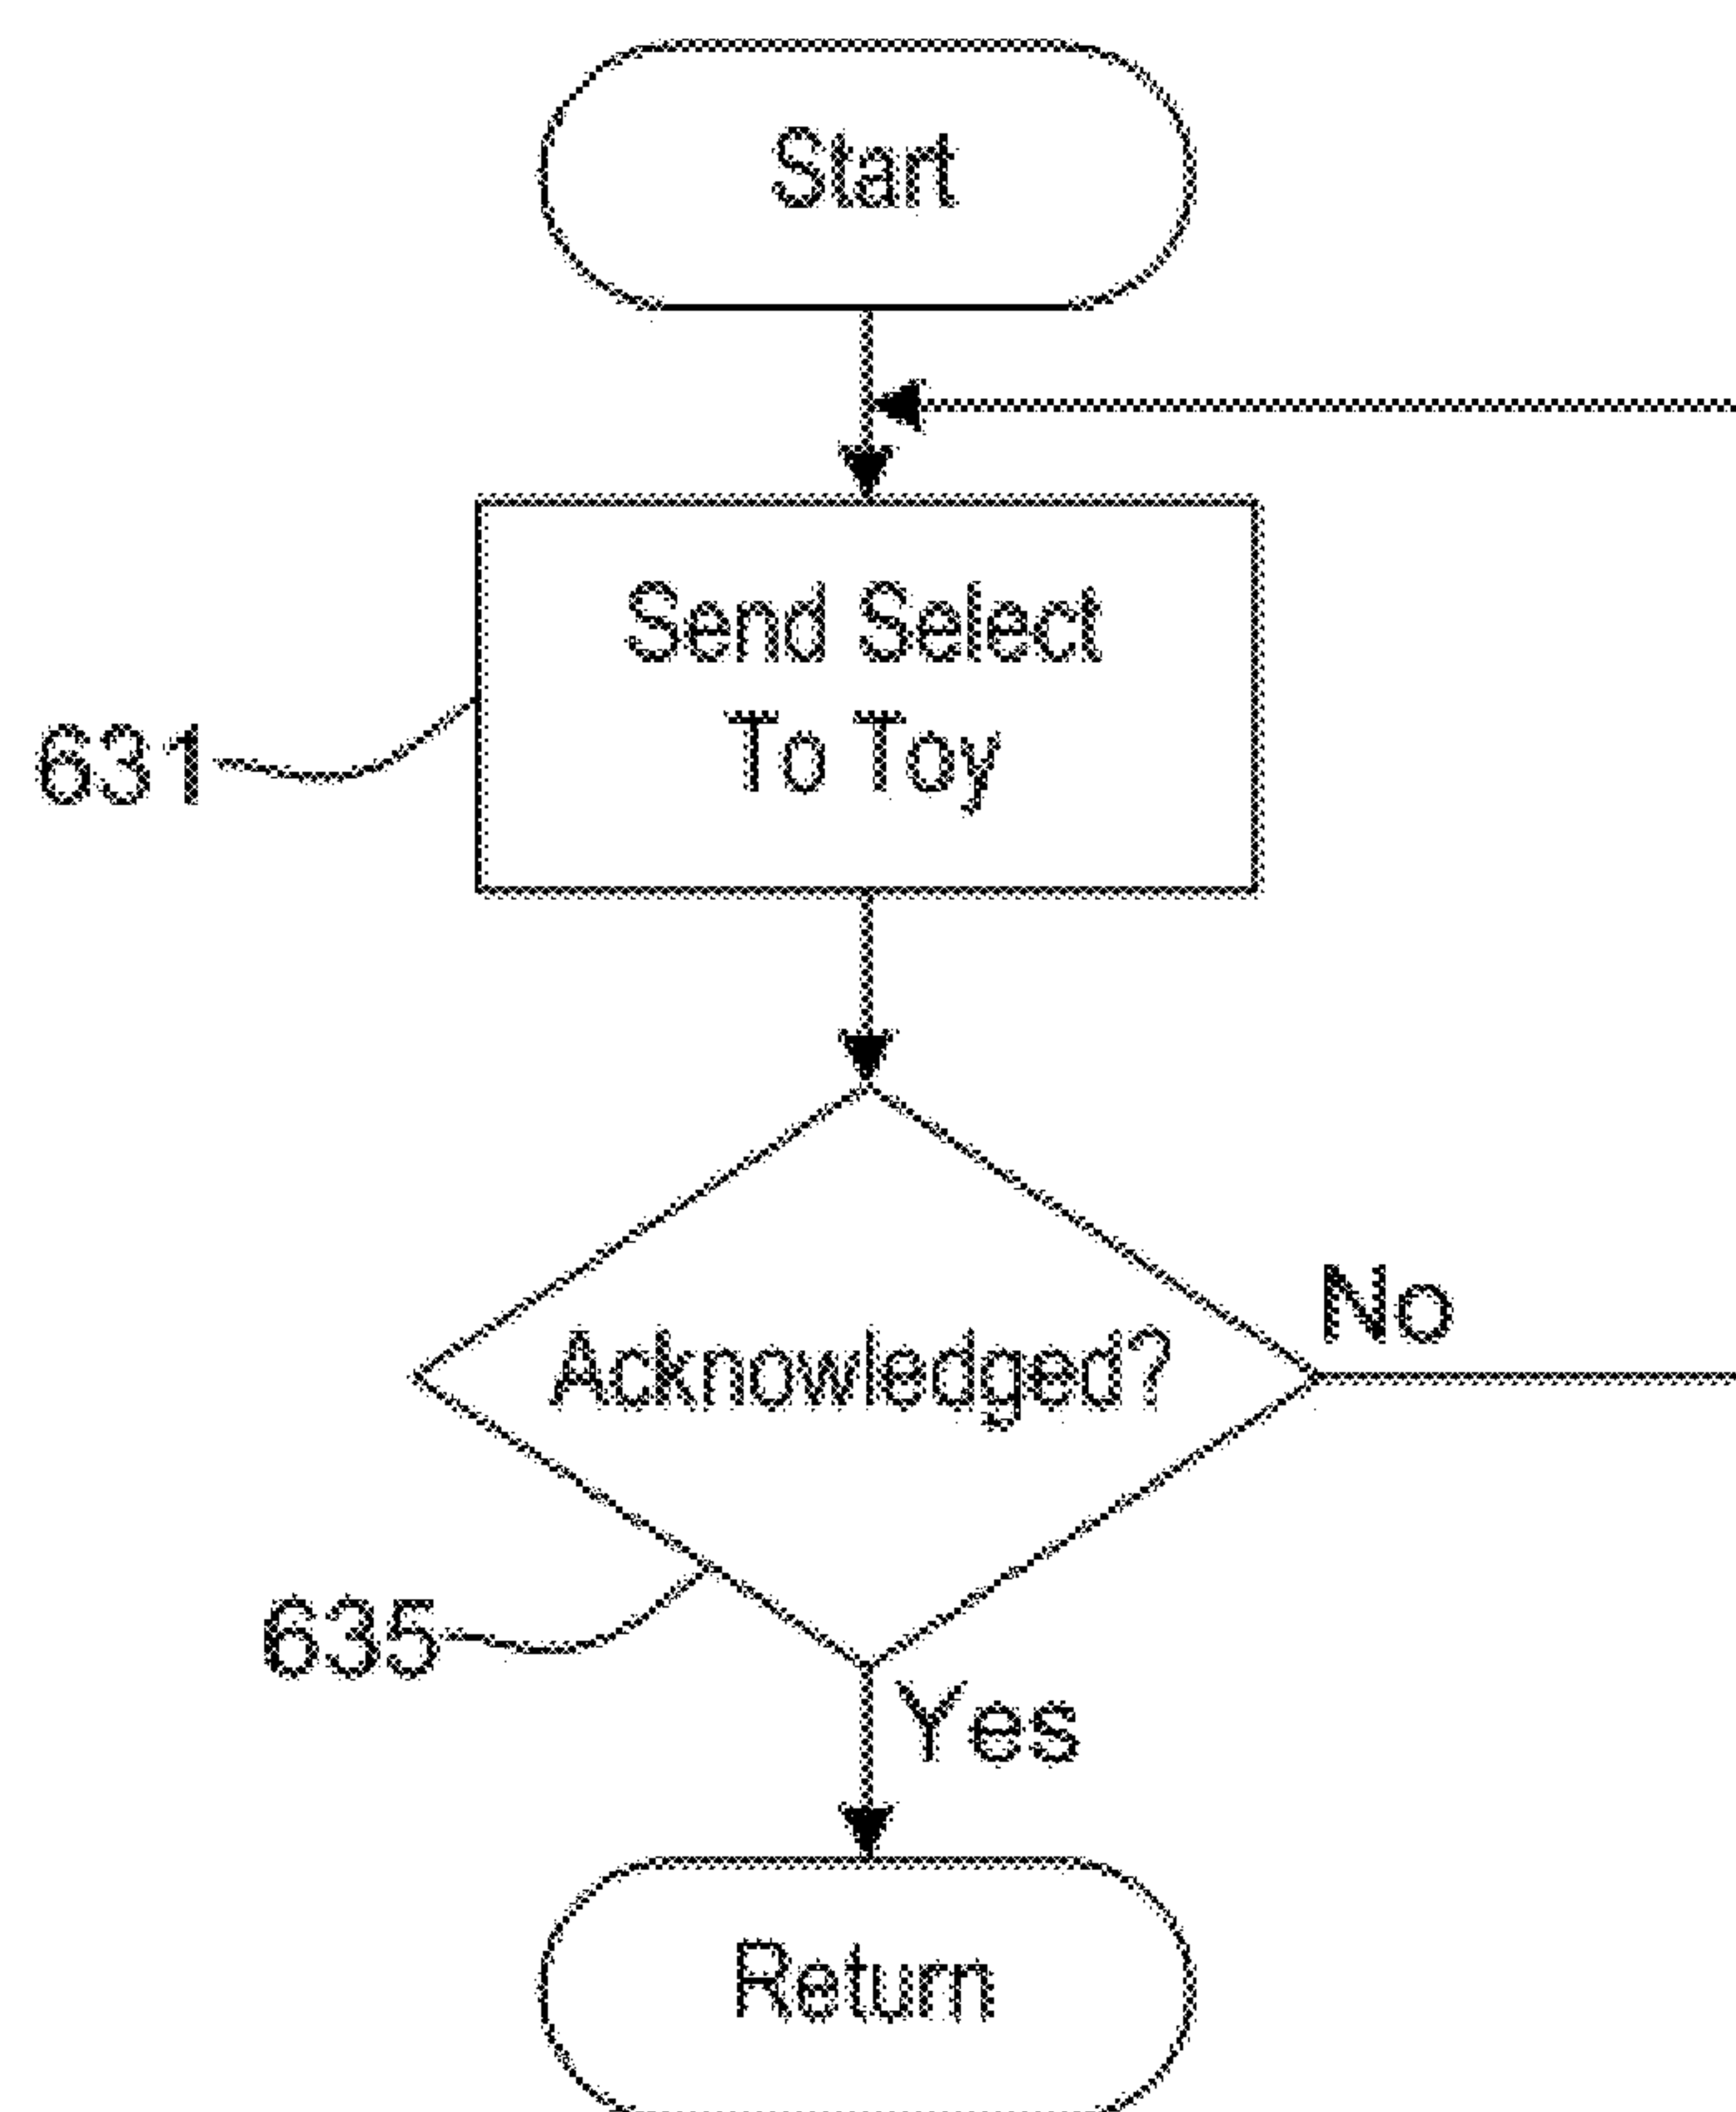 Start
Send Select
To Toy
631
Acknowledged?
No
635
Yes
Return